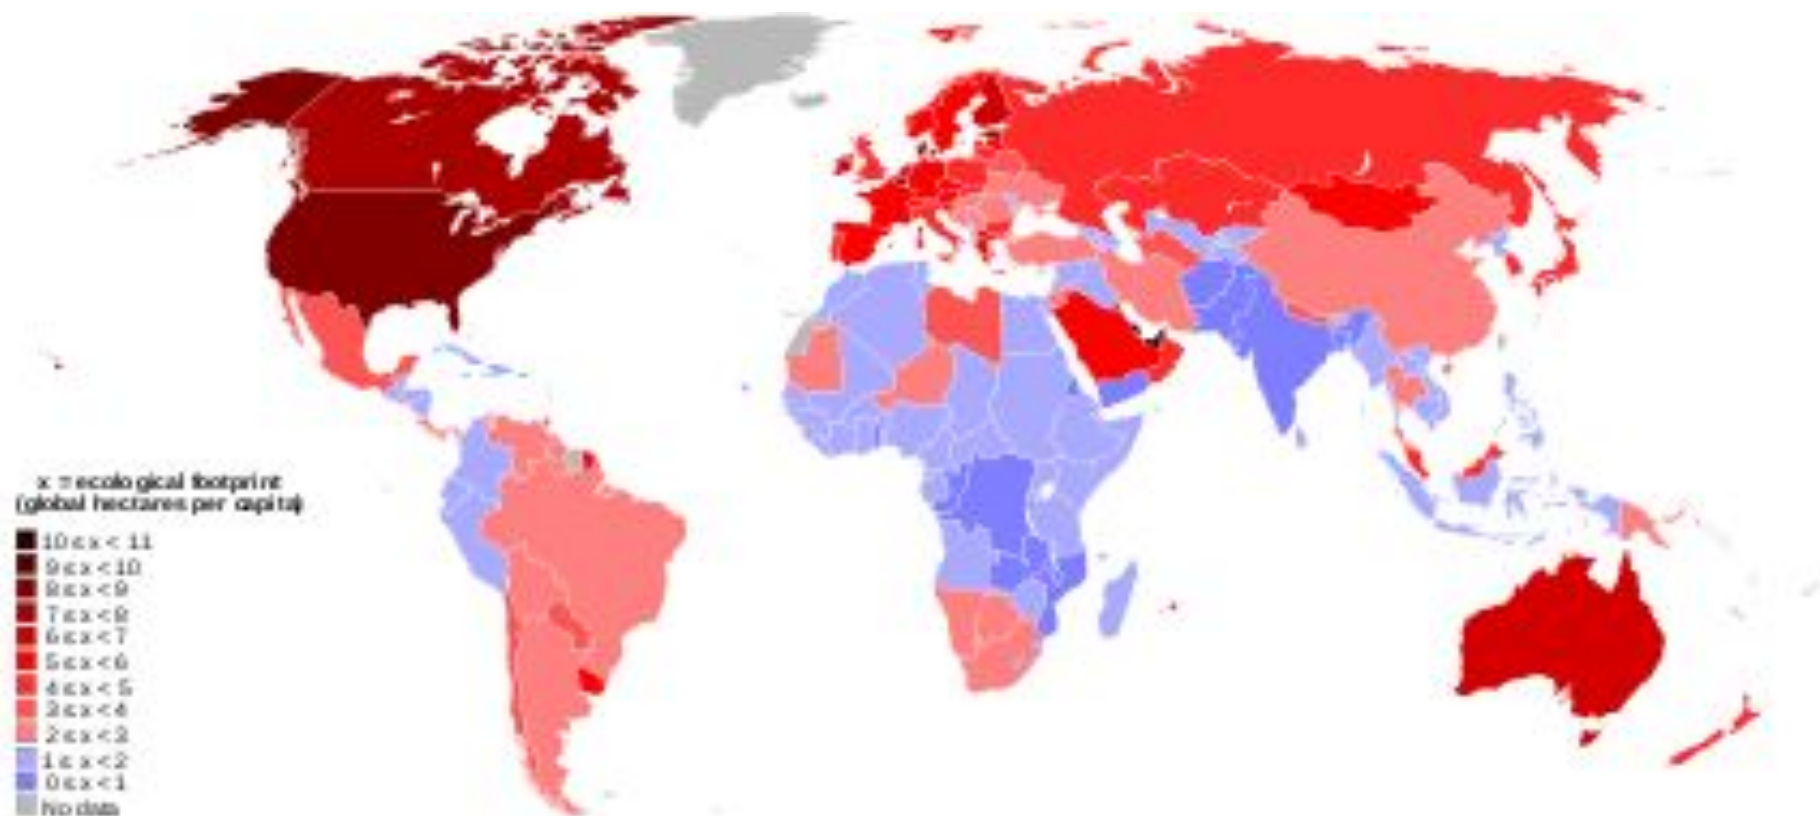 x = ecological footprint
(global hectares per capita)
10 ≤ x < 11
9 ≤ x < 10
8 ≤ x < 9
7 ≤ x < 8
6 ≤ x < 7
5 ≤ x < 6
4 ≤ x < 5
3 ≤ x < 4
2 ≤ x < 3
1 ≤ x < 2
0 ≤ x < 1
No data